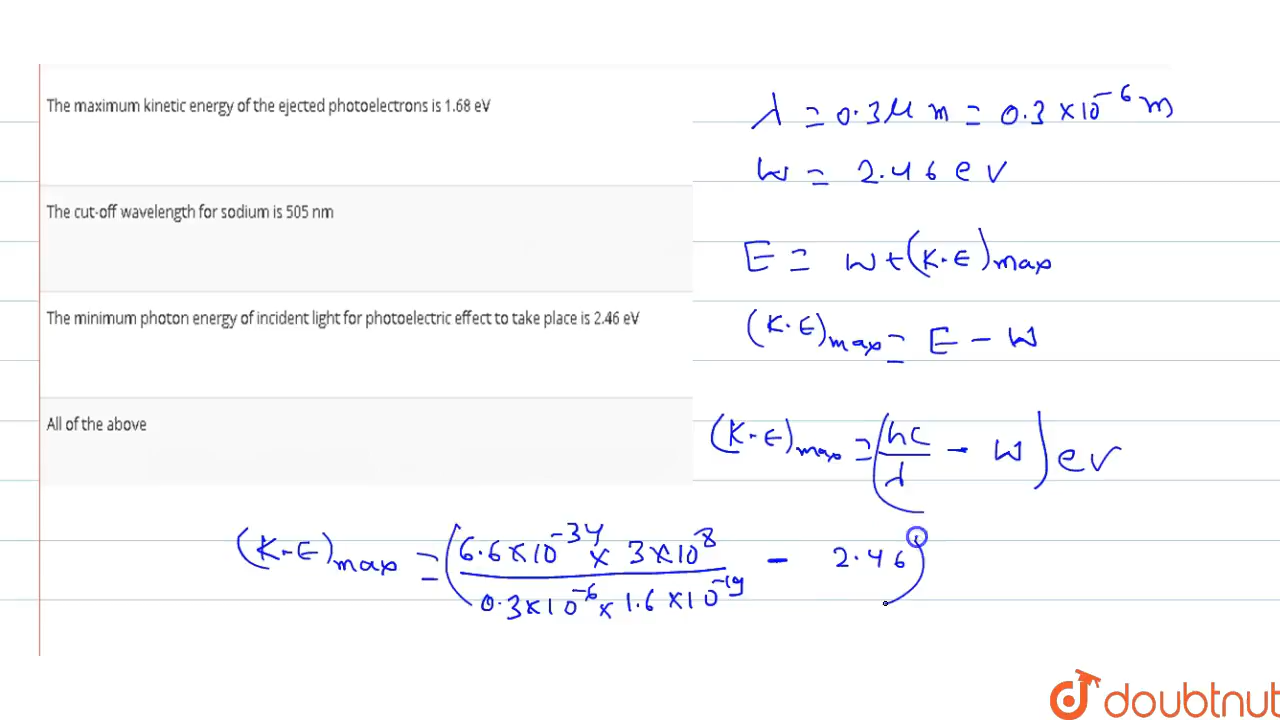 The maximum kinetic energy of the ejected photoelectrons is 1.68 eV
The cut-off wavelength for sodium is 505 nm
The minimum photon energy of incident light for photoelectric effect to take place is 2.46 eV
All of the above
λ = 0.3 μ m = 0.3 × 10⁻⁶ m
W = 2.46 eV
E = W + (K.E)max
(K.E)max = E − W
(K.E)max = (hc/λ − W) eV
(K.E)max = (6.6×10⁻³⁴ × 3×10⁸ / 0.3×10⁻⁶ × 1.6×10⁻¹⁹ − 2.46)
doubtnut